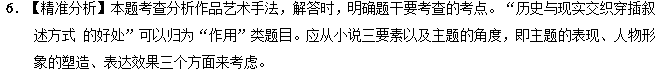 6．【精准分析】本题考查分析作品艺术手法，解答时，明确题干要考查的考点。“历史与现实交织穿插叙
述方式 的好处”可以归为“作用”类题目。应从小说三要素以及主题的角度，即主题的表现、人物形
象的塑造、表达效果三个方面来考虑。